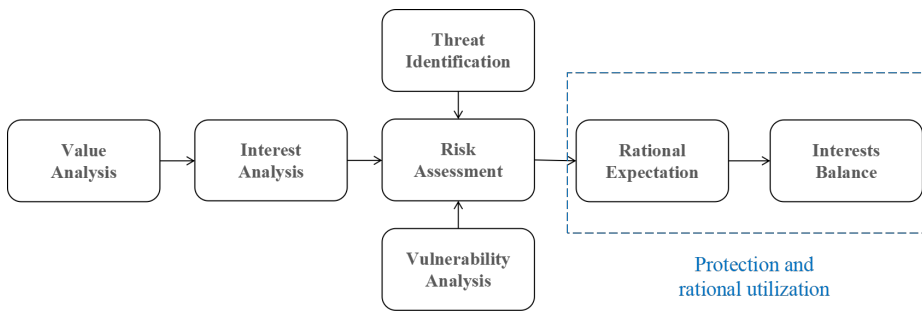 Threat
Identification
Value
Analysis
Interest
Analysis
Risk
Assessment
Rational
Expectation
Interests
Balance
Vulnerability
Analysis
Protection and
rational utilization